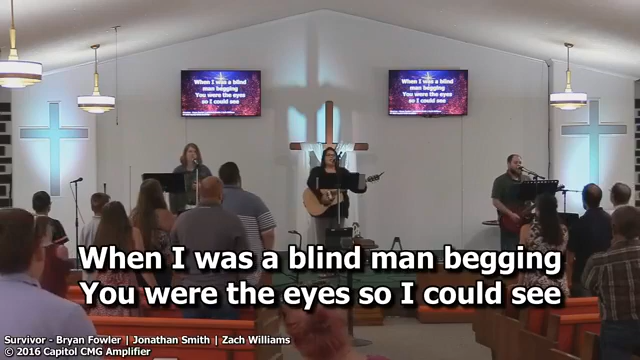 When I was a blind
man begging
You were the eyes
so I could see
When I was a blind
man begging
You were the eyes
so I could see
When I was a blind man begging
You were the eyes so I could see
Survivor - Bryan Fowler | Jonathan Smith | Zach Williams
© 2016 Capitol CMG Amplifier